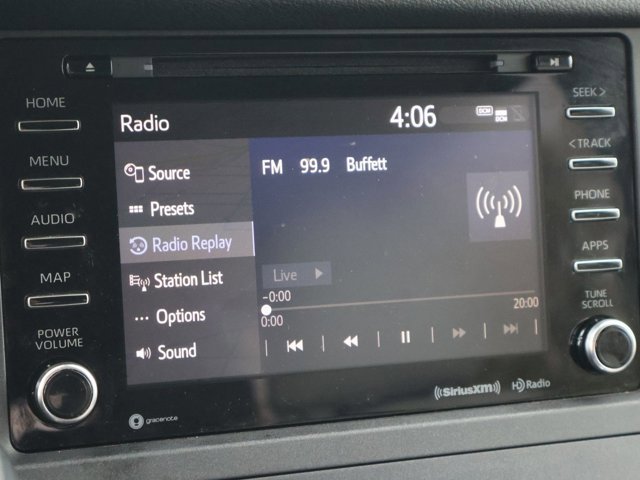 HOME
MENU
AUDIO
MAP
POWER
VOLUME
Radio
4:06
DCM
DCM
Source
Presets
Radio Replay
Station List
Options
Sound
FM 99.9 Buffett
Live
-0:00
0:00
20:00
SEEK >
< TRACK
PHONE
APPS
TUNE
SCROLL
gracenote
((SiriusXM))
HD Radio